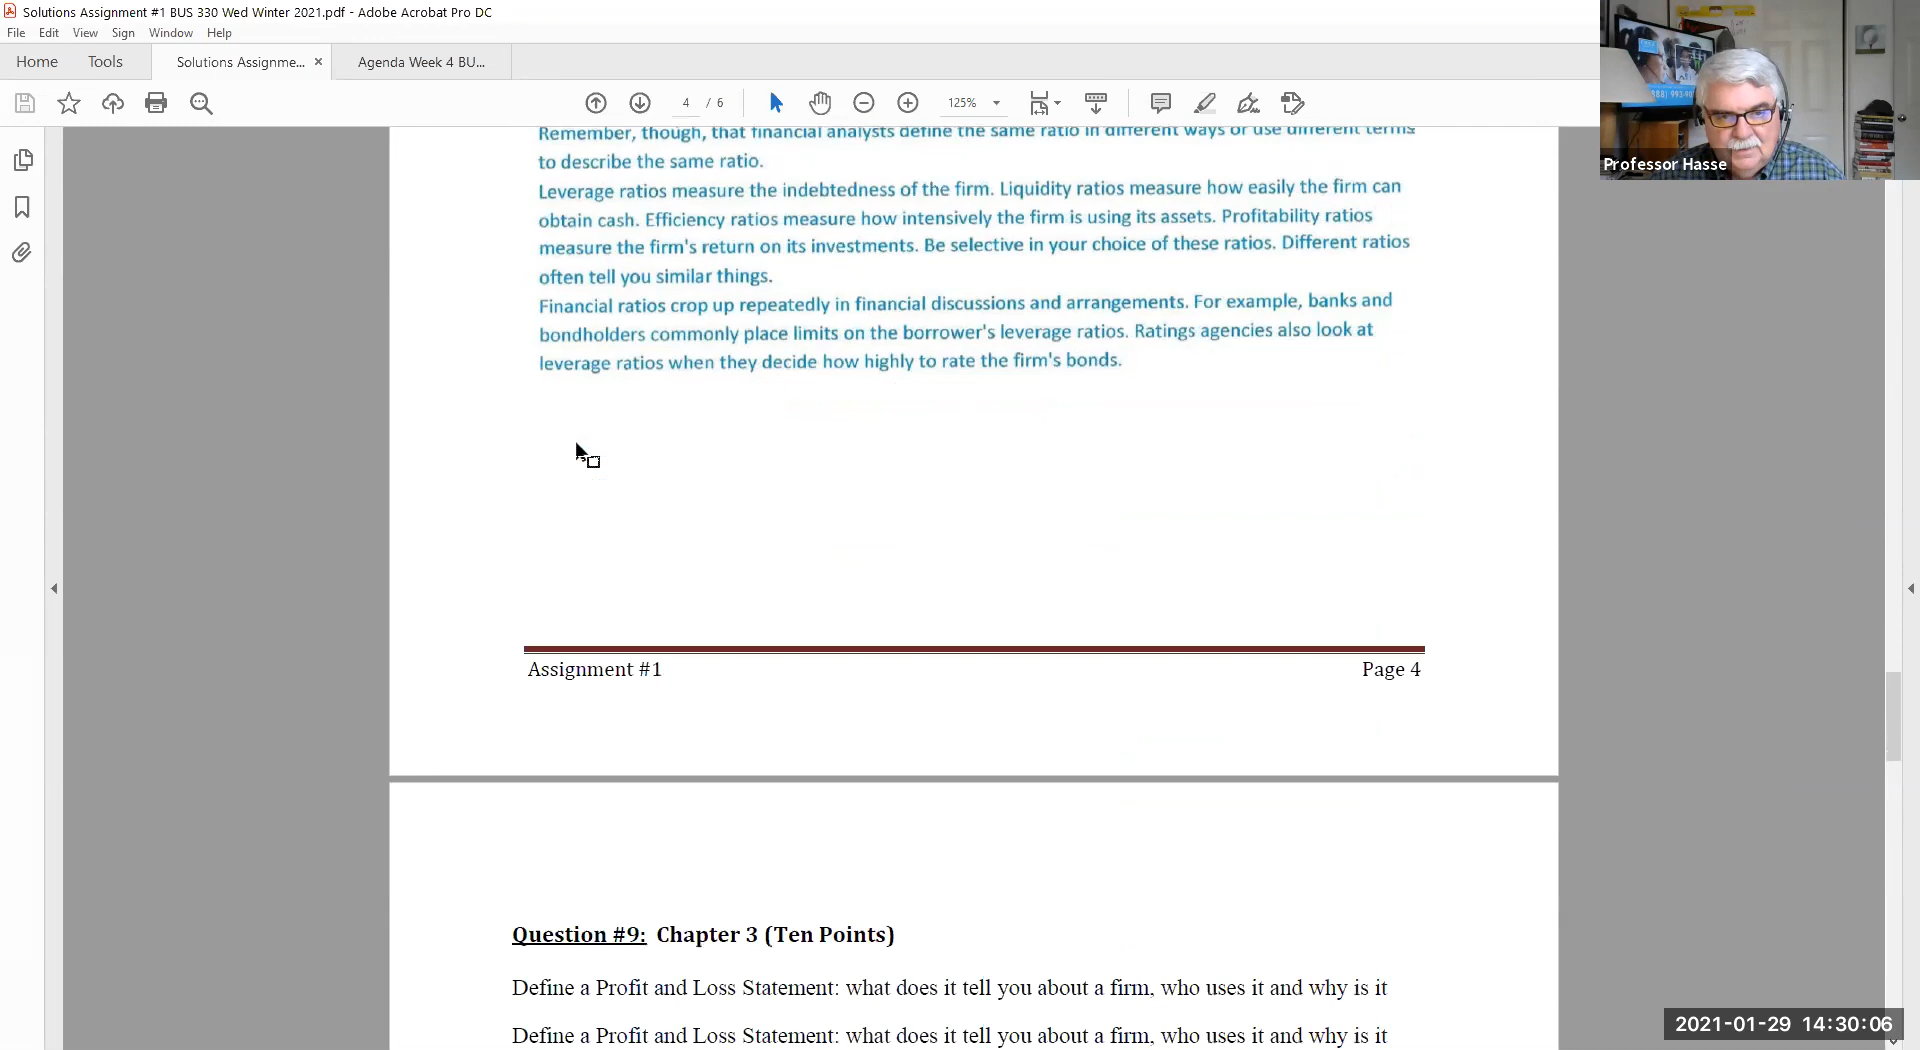 Solutions Assignment #1 BUS 330 Wed Winter 2021.pdf - Adobe Acrobat Pro DC
File Edit View Sign Window Help
Home Tools Solutions Assignme... × Agenda Week 4 BU...
4 / 6 125%
Professor Hasse
Remember, though, that financial analysts define the same ratio in different ways or use different terms
to describe the same ratio.
Leverage ratios measure the indebtedness of the firm. Liquidity ratios measure how easily the firm can
obtain cash. Efficiency ratios measure how intensively the firm is using its assets. Profitability ratios
measure the firm's return on its investments. Be selective in your choice of these ratios. Different ratios
often tell you similar things.
Financial ratios crop up repeatedly in financial discussions and arrangements. For example, banks and
bondholders commonly place limits on the borrower's leverage ratios. Ratings agencies also look at
leverage ratios when they decide how highly to rate the firm's bonds.
Assignment #1 Page 4
Question #9: Chapter 3 (Ten Points)
Define a Profit and Loss Statement: what does it tell you about a firm, who uses it and why is it
Define a Profit and Loss Statement: what does it tell you about a firm, who uses it and why is it
2021-01-29 14:30:06